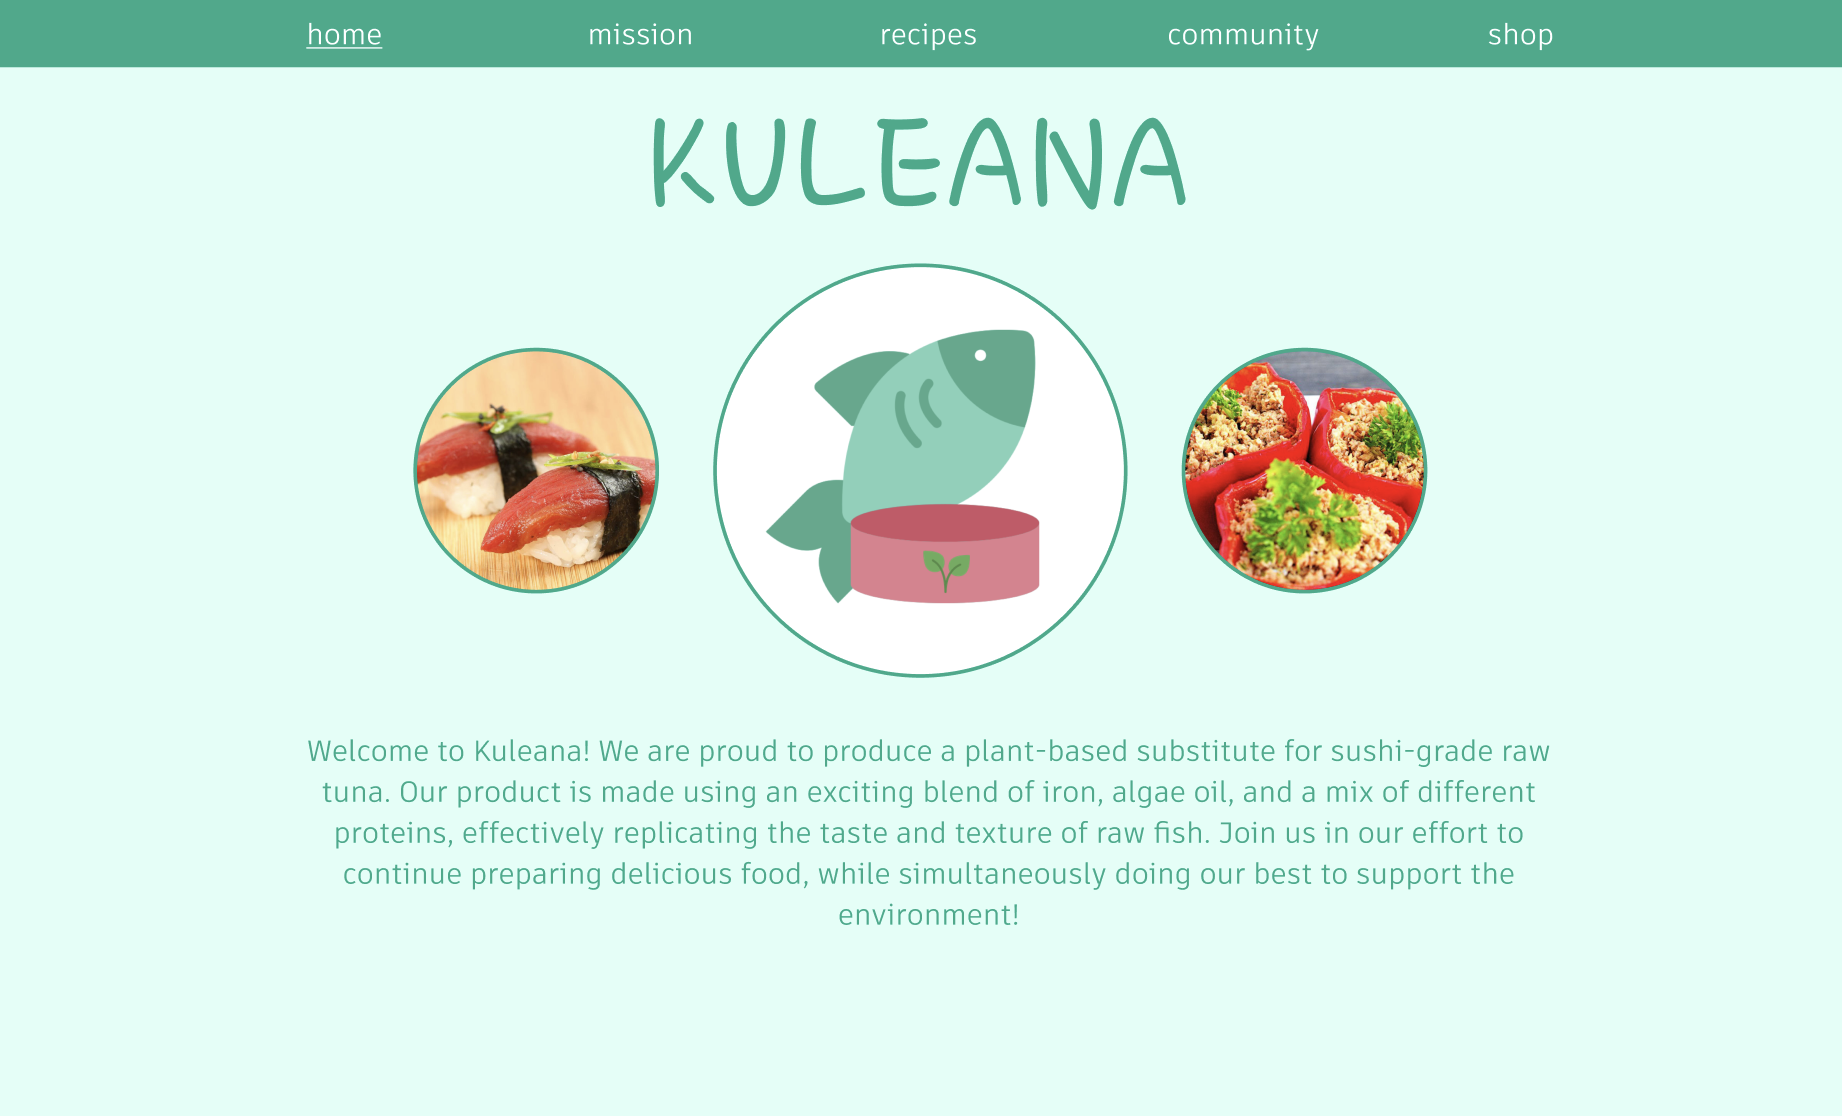 home mission recipes community shop
KULEANA
Welcome to Kuleana! We are proud to produce a plant-based substitute for sushi-grade raw
tuna. Our product is made using an exciting blend of iron, algae oil, and a mix of different
proteins, effectively replicating the taste and texture of raw fish. Join us in our effort to
continue preparing delicious food, while simultaneously doing our best to support the
environment!